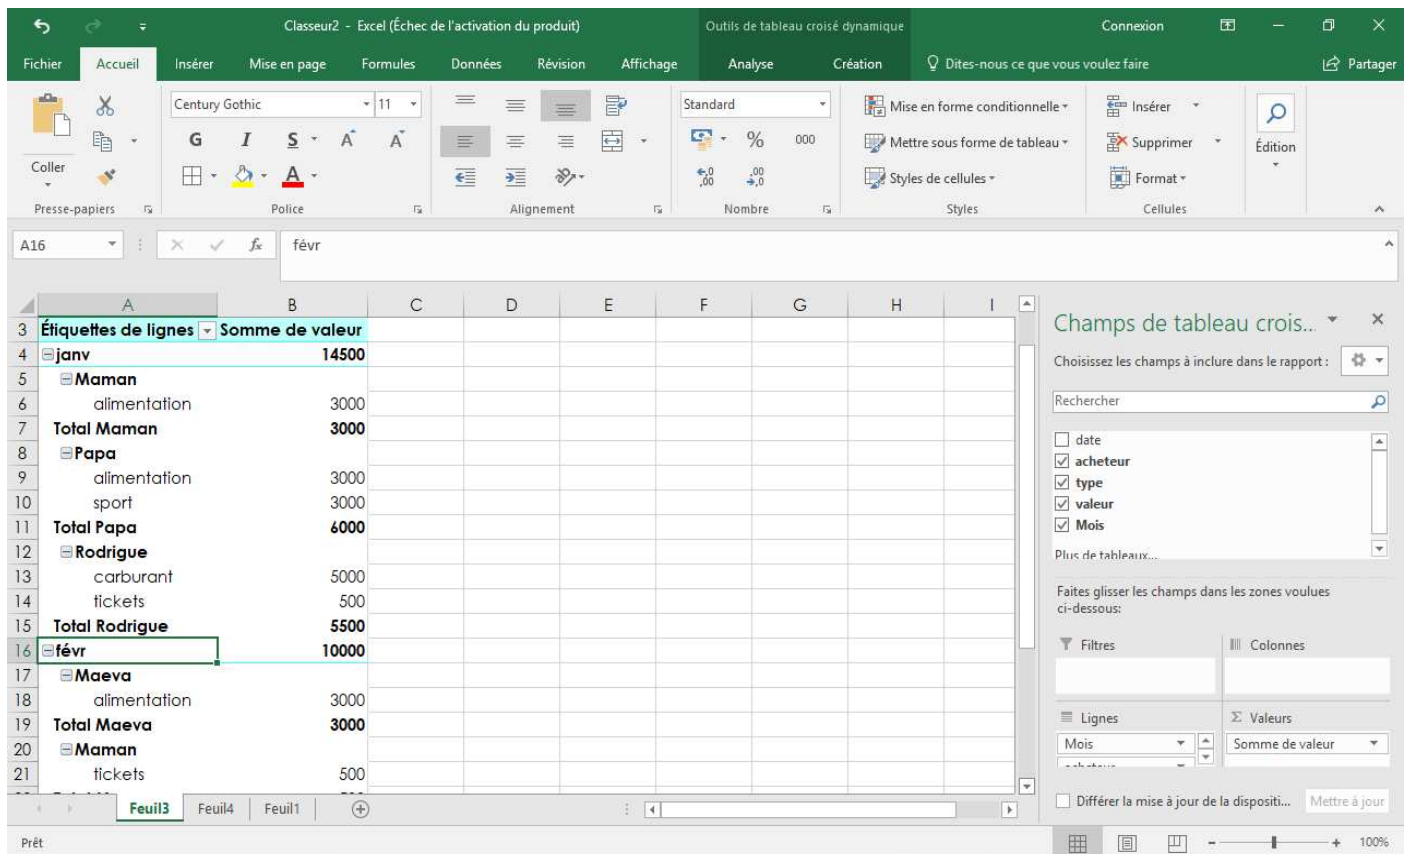 Classeur2 - Excel (Échec de l'activation du produit)
Outils de tableau croisé dynamique
Connexion
Fichier Accueil Insérer Mise en page Formules Données Révision Affichage Analyse Création Dites-nous ce que vous voulez faire Partager
Century Gothic 11 Standard Mise en forme conditionnelle Insérer
G I S A A % 000 Mettre sous forme de tableau Supprimer Édition
Coller A Styles de cellules Format
Presse-papiers Police Alignement Nombre Styles Cellules
A16 fx févr
A B C D E F G H I
3 Étiquettes de lignes Somme de valeur
4 janv 14500
5 Maman
6 alimentation 3000
7 Total Maman 3000
8 Papa
9 alimentation 3000
10 sport 3000
11 Total Papa 6000
12 Rodrigue
13 carburant 5000
14 tickets 500
15 Total Rodrigue 5500
16 févr 10000
17 Maeva
18 alimentation 3000
19 Total Maeva 3000
20 Maman
21 tickets 500
Champs de tableau crois...
Choisissez les champs à inclure dans le rapport :
Rechercher
date
acheteur
type
valeur
Mois
Plus de tableaux...
Faites glisser les champs dans les zones voulues
ci-dessous:
Filtres Colonnes
Lignes Σ Valeurs
Mois Somme de valeur
Différer la mise à jour de la dispositi... Mettre à jour
Feuil3 Feuil4 Feuil1
Prêt 100%